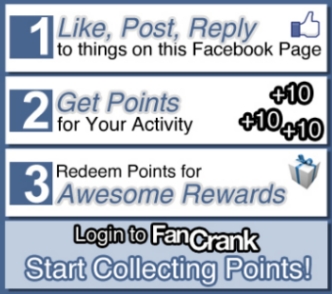 1 Like, Post, Reply
to things on this Facebook Page
2 Get Points
for Your Activity
+10
+10 +10
3 Redeem Points for
Awesome Rewards
Login to FanCrank
Start Collecting Points!